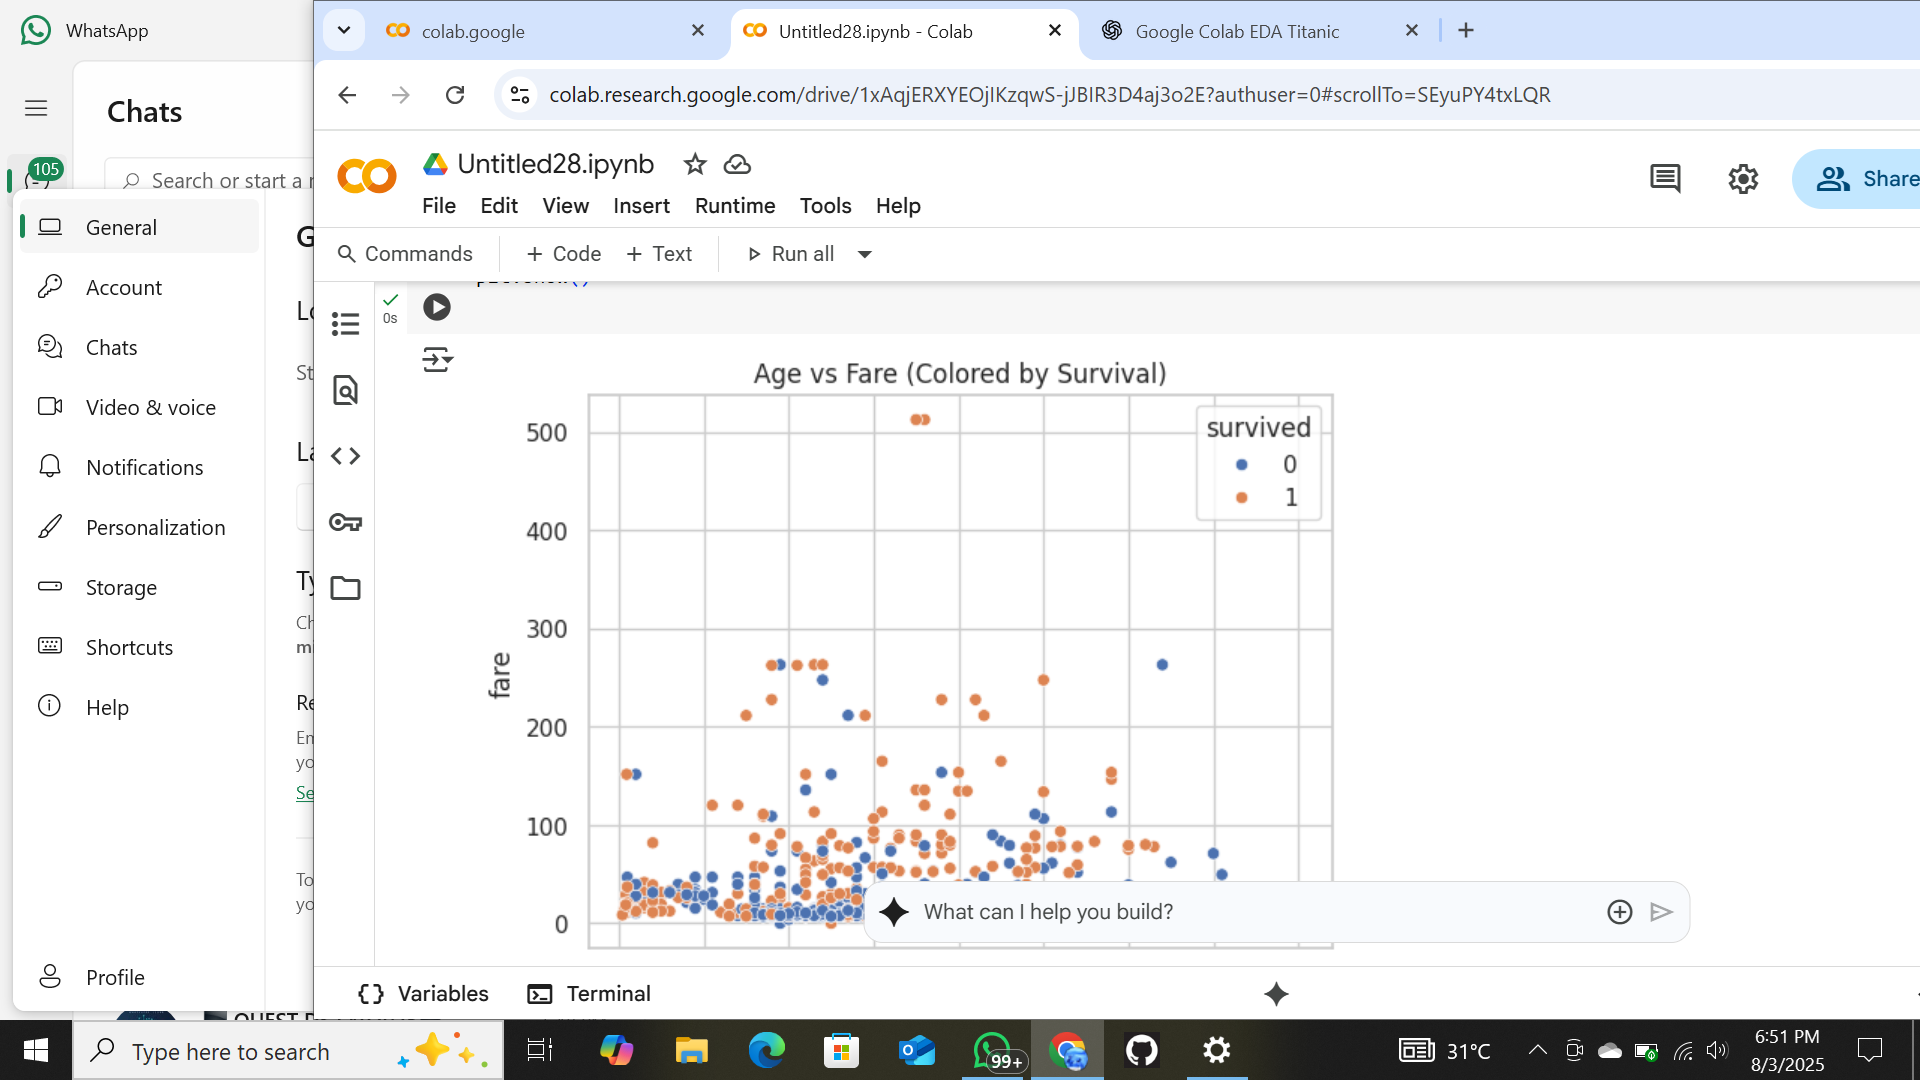 WhatsApp
Chats
105
Search or start a
General
Account
Chats
Video & voice
Notifications
Personalization
Storage
Shortcuts
Help
Profile
G
Lo
St
La
Ty
Ch
m
Re
Em
yo
Se
To
yo
colab.google
Untitled28.ipynb - Colab
Google Colab EDA Titanic
colab.research.google.com/drive/1xAqjERXYEOjIKzqwS-jJBIR3D4aj3o2E?authuser=0#scrollTo=SEyuPY4txLQR
Untitled28.ipynb
Share
File Edit View Insert Runtime Tools Help
Commands + Code + Text Run all
0s
Age vs Fare (Colored by Survival)
survived
0
1
500
400
300
200
100
0
fare
What can I help you build?
Variables Terminal
Type here to search
99+
31°C
6:51 PM
8/3/2025